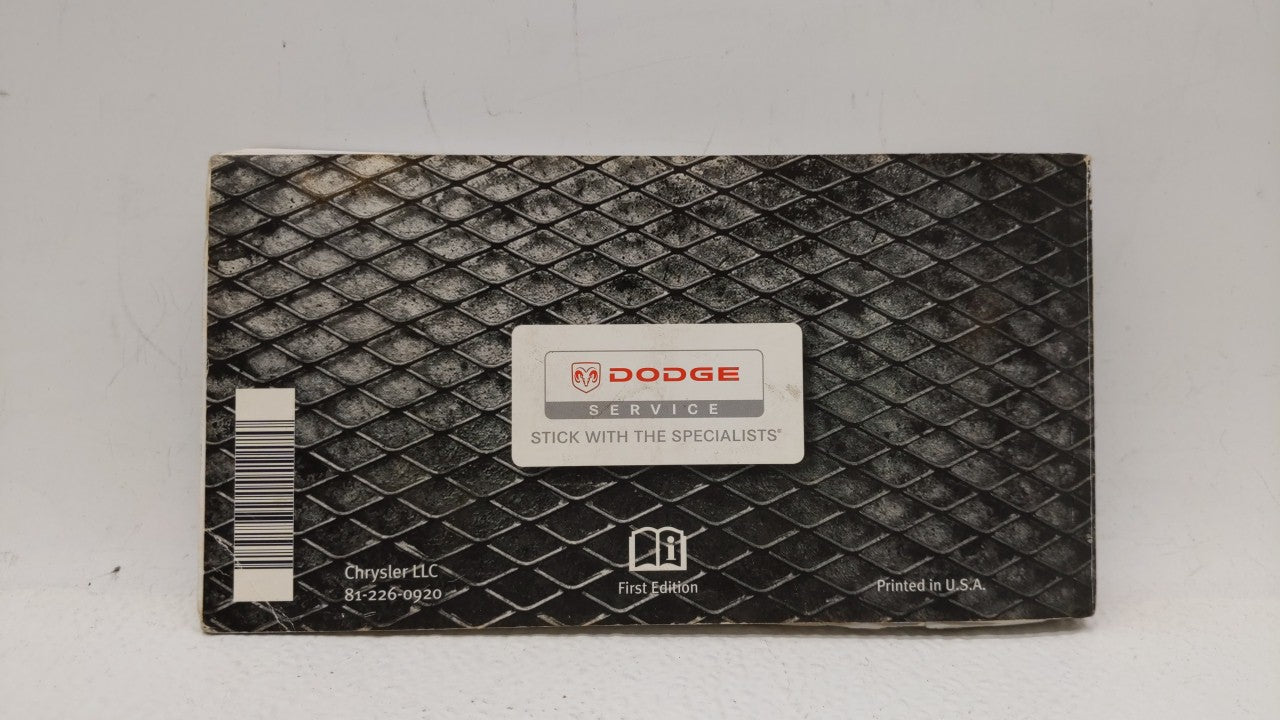 DODGE
SERVICE
STICK WITH THE SPECIALISTS®
Chrysler LLC
81-226-0920
i
First Edition
Printed in U.S.A.